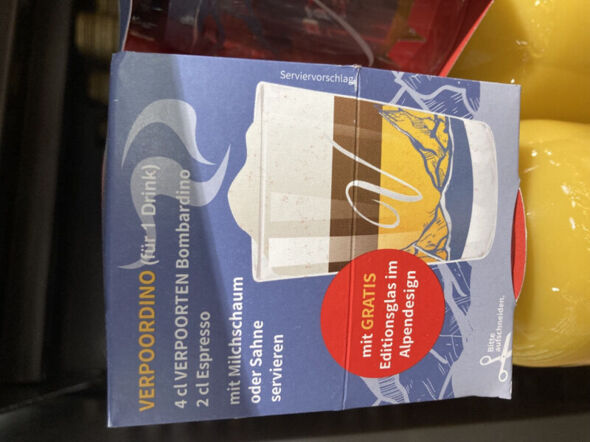 VERPOORDINO (für 1 Drink)
4 cl VERPOORTEN Bombardino
2 cl Espresso
mit Milchschaum
oder Sahne
servieren
Serviervorschlag
V
mit GRATIS
Editionsglas im
Alpendesign
Bitte
aufschneiden.